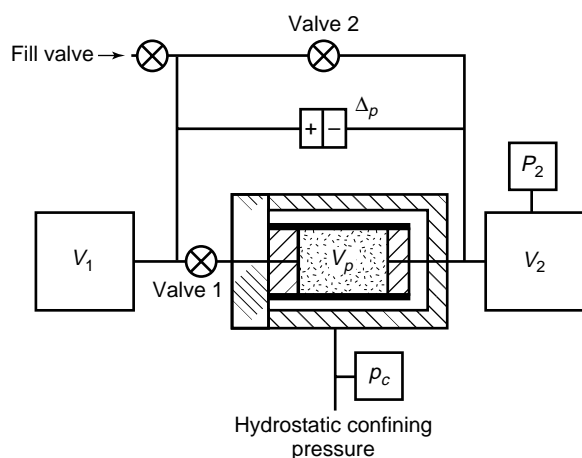 Valve 2
Fill valve →
Δp
+ −
P2
V1
Vp
V2
Valve 1
pc
Hydrostatic confining
pressure